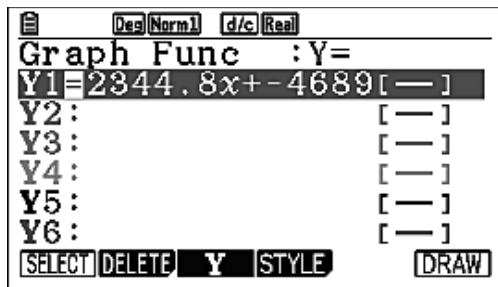 Deg Norm1 d/c Real
Graph Func :Y=
Y1=2344.8x+-4689[—]
Y2: [—]
Y3: [—]
Y4: [—]
Y5: [—]
Y6: [—]
SELECT DELETE Y STYLE DRAW